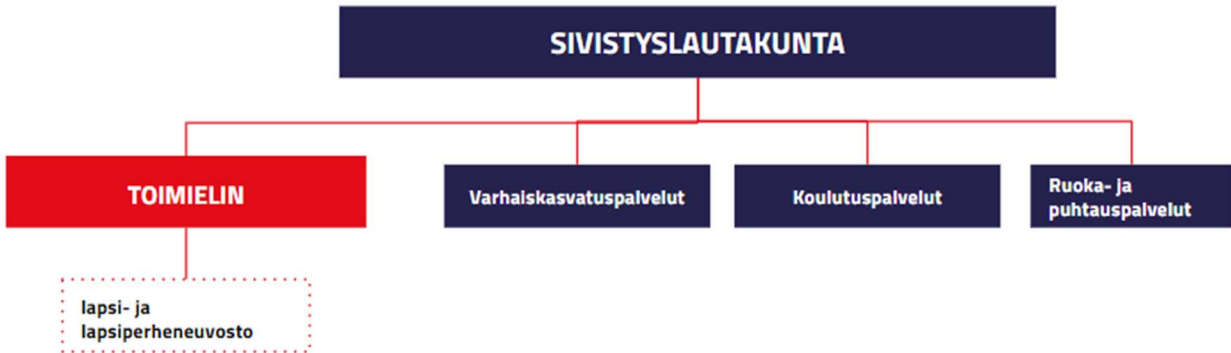 SIVISTYSLAUTAKUNTA
TOIMIELIN
Varhaiskasvatuspalvelut
Koulutuspalvelut
Ruoka- ja
puhtauspalvelut
lapsi- ja
lapsiperheneuvosto